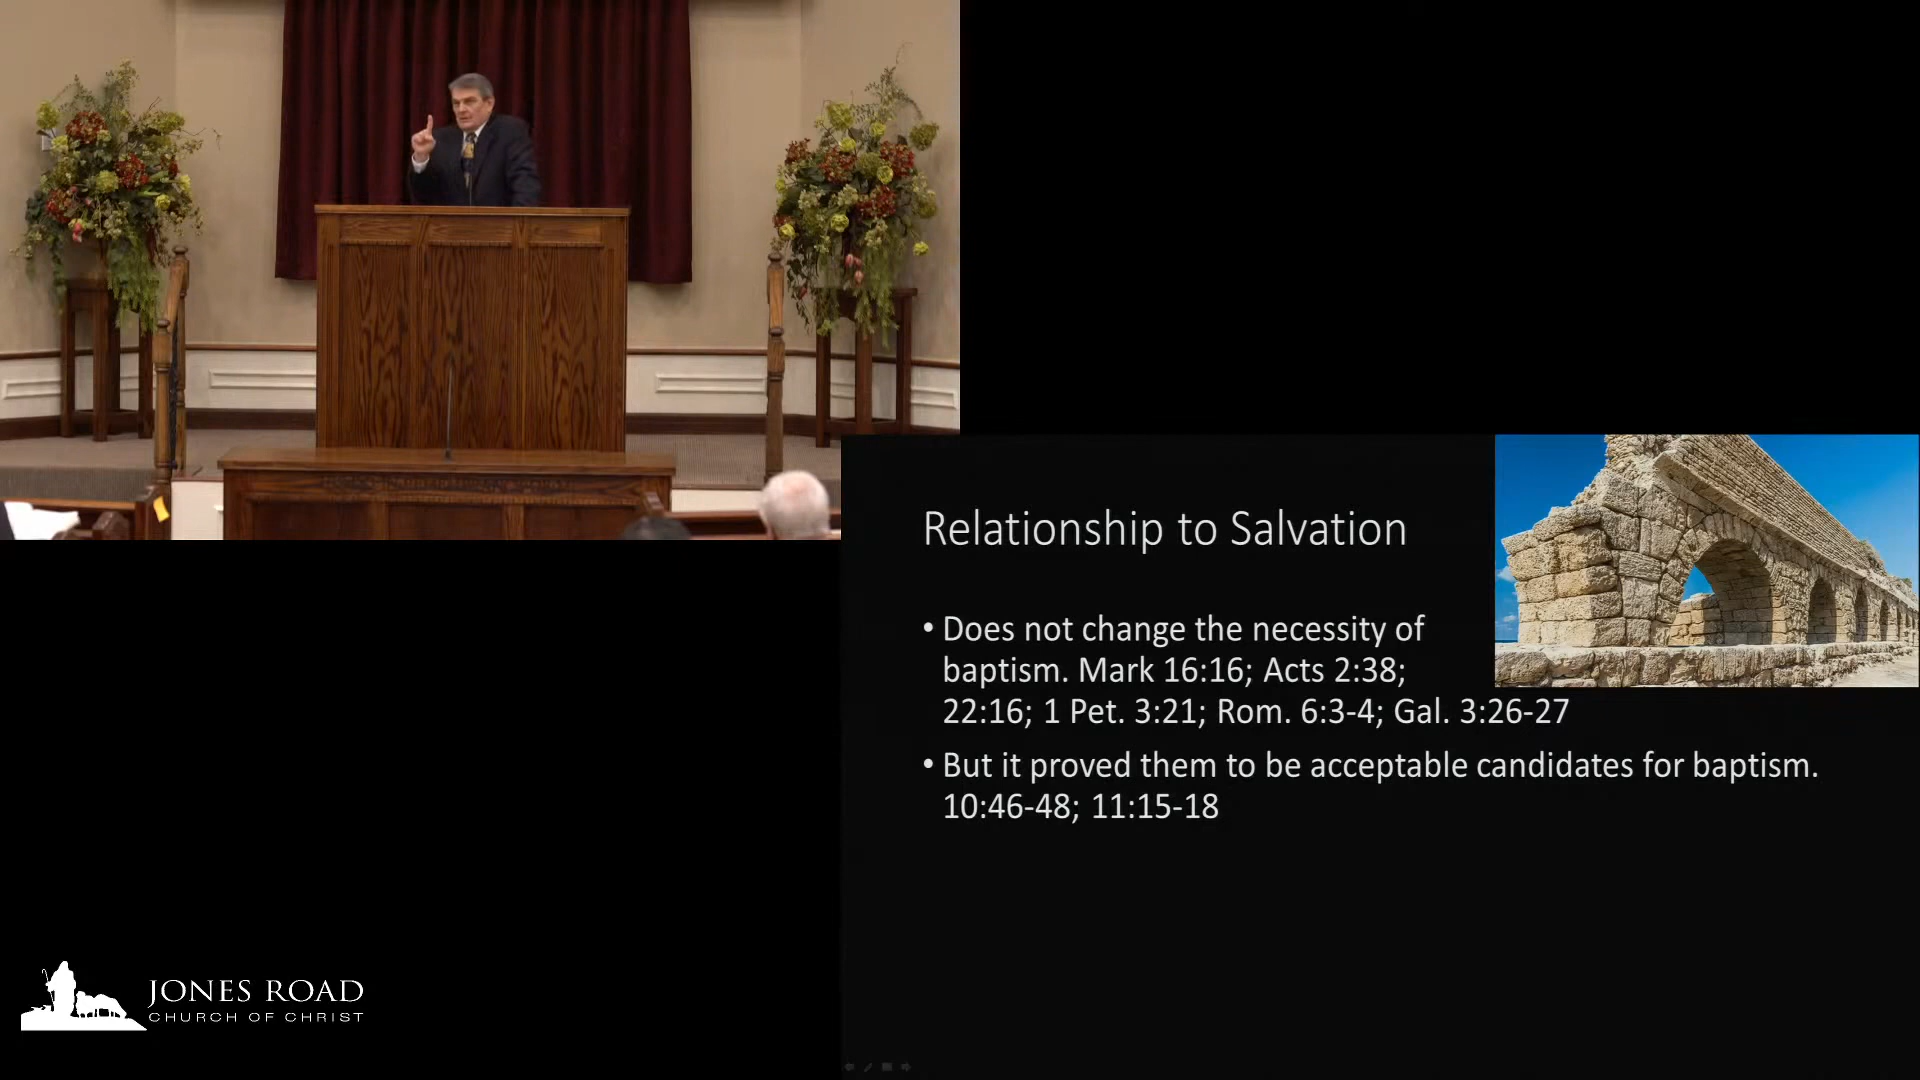 Relationship to Salvation
• Does not change the necessity of
baptism. Mark 16:16; Acts 2:38;
22:16; 1 Pet. 3:21; Rom. 6:3-4; Gal. 3:26-27
• But it proved them to be acceptable candidates for baptism.
10:46-48; 11:15-18
JONES ROAD
CHURCH OF CHRIST